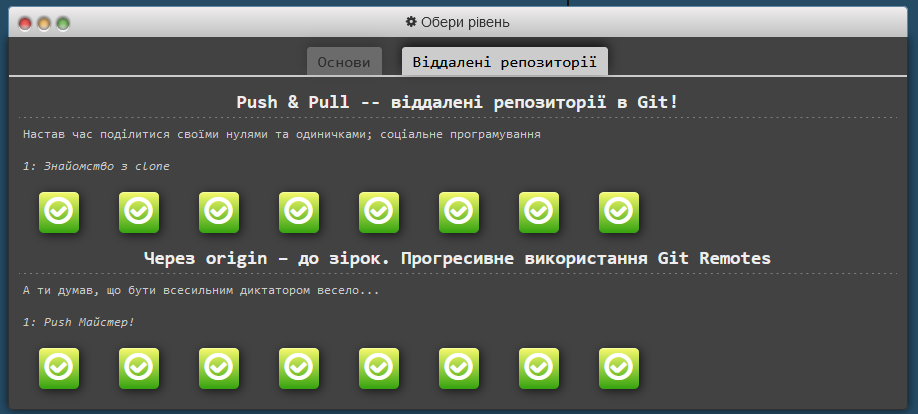 Обери рівень
Основи
Віддалені репозиторії
Push & Pull -- віддалені репозиторії в Git!
Настав час поділитися своїми нулями та одиничками; соціальне програмування
1: Знайомство з clone
Через origin – до зірок. Прогресивне використання Git Remotes
А ти думав, що бути всесильним диктатором весело...
1: Push Майстер!